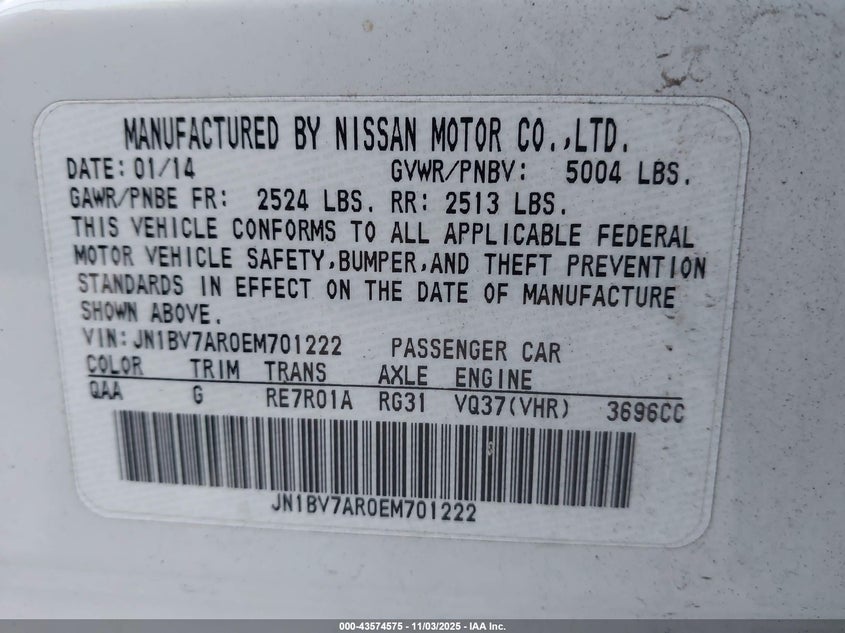 MANUFACTURED BY NISSAN MOTOR CO.,LTD.
DATE: 01/14 GVWR/PNBV: 5004 LBS.
GAWR/PNBE FR: 2524 LBS. RR: 2513 LBS.
THIS VEHICLE CONFORMS TO ALL APPLICABLE FEDERAL
MOTOR VEHICLE SAFETY,BUMPER,AND THEFT PREVENTION
STANDARDS IN EFFECT ON THE DATE OF MANUFACTURE
SHOWN ABOVE.
VIN: JN1BV7AR0EM701222 PASSENGER CAR
COLOR TRIM TRANS AXLE ENGINE
QAA G RE7R01A RG31 VQ37(VHR) 3696CC
JN1BV7AR0EM701222
000-43574575 - 11/03/2025 - IAA Inc.